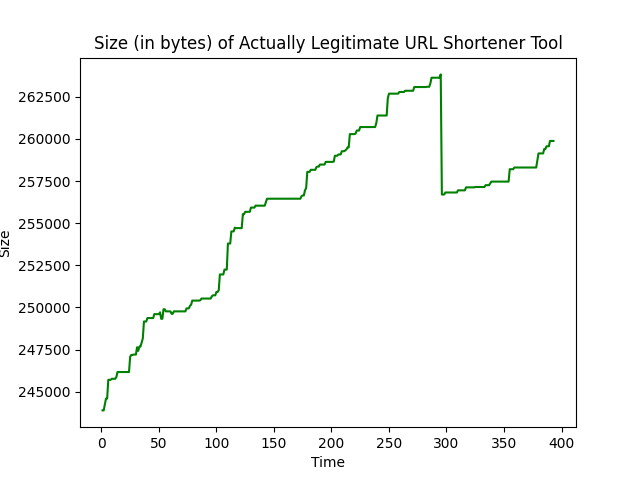 Size (in bytes) of Actually Legitimate URL Shortener Tool
262500
260000
257500
255000
252500
250000
247500
245000
Size
0 50 100 150 200 250 300 350 400
Time